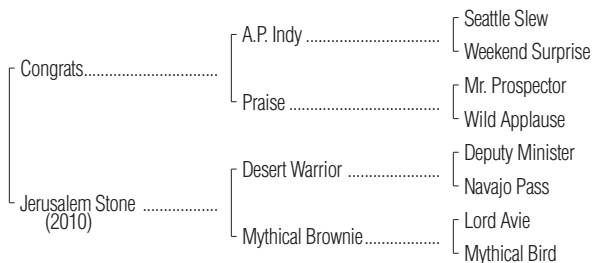 Seattle Slew
A.P. Indy ..............................
Weekend Surprise
Congrats..............................
Mr. Prospector
Praise ..................................
Wild Applause
Deputy Minister
Desert Warrior .....................
Navajo Pass
Jerusalem Stone .................
(2010)
Lord Avie
Mythical Brownie.................
Mythical Bird